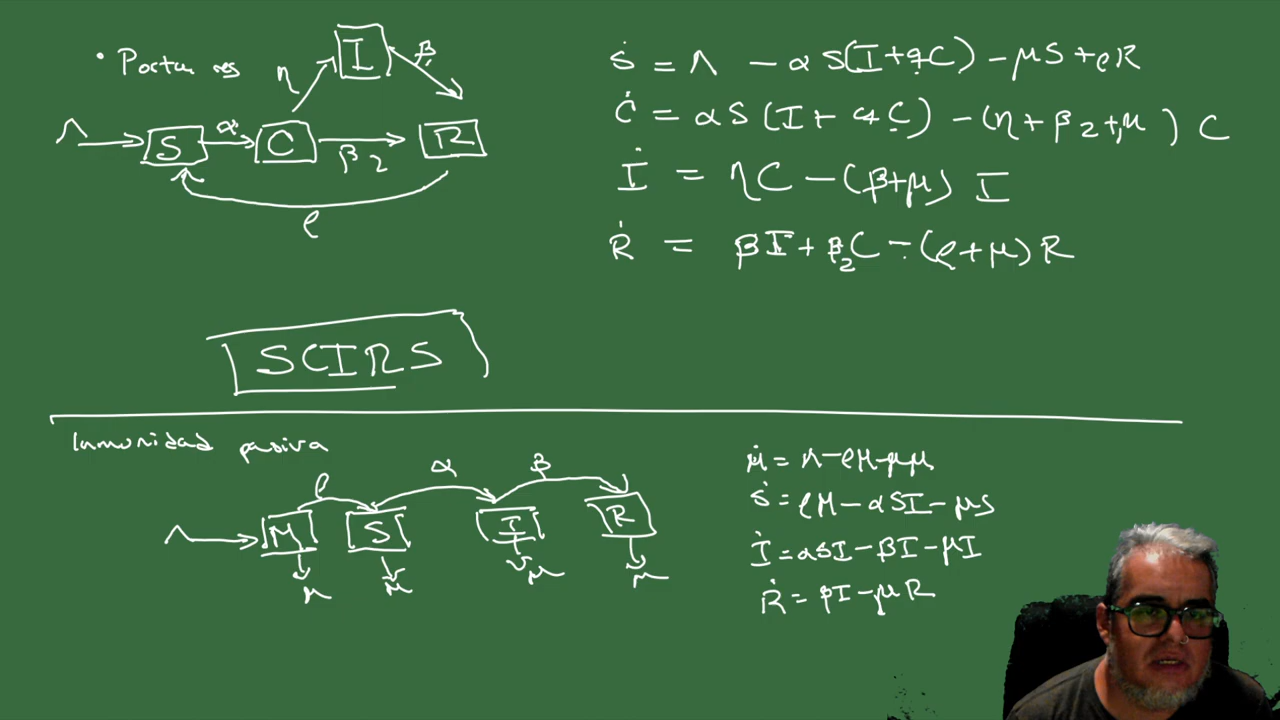 • Portadores
I
η
β₁
Λ
S
α
C
β₂
R
ρ
Ṡ = Λ − αS(I+qC) − μS + ρR
Ċ = αS(I+qC) − (η+β₂+μ)C
İ = ηC − (β+μ)I
Ṙ = βI + β₂C − (ρ+μ)R
SCIRS
Inmunidad pasiva
ρ α β
Λ M S I R
μ μ μ μ
Ṁ = Λ − ρM − μM
Ṡ = ρM − αSI − μS
İ = αSI − βI − μI
Ṙ = βI − μR